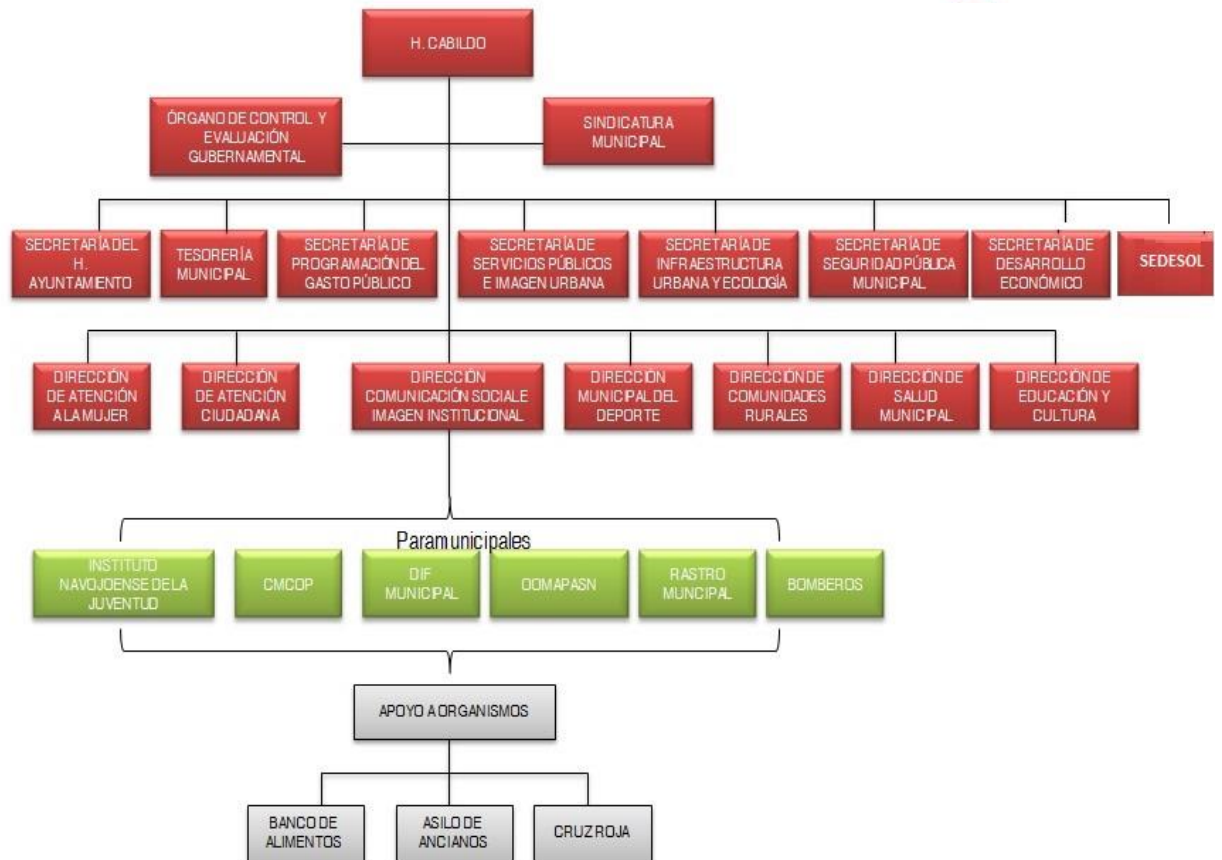 H. CABILDO
ÓRGANO DE CONTROL Y
EVALUACIÓN
GUBERNAMENTAL
SINDICATURA
MUNICIPAL
SECRETARÍA DEL
H.
AYUNTAMIENTO
TESORERÍA
MUNICIPAL
SECRETARÍA DE
PROGRAMACIÓN DEL
GASTO PÚBLICO
SECRETARÍA DE
SERVICIOS PÚBLICOS
E IMAGEN URBANA
SECRETARÍA DE
INFRAESTRUCTURA
URBANA Y ECOLOGÍA
SECRETARÍA DE
SEGURIDAD PÚBLICA
MUNICIPAL
SECRETARÍA DE
DESARROLLO
ECONÓMICO
SEDESOL
DIRECCIÓN
DE ATENCIÓN
A LA MUJER
DIRECCIÓN
DE ATENCIÓN
CIUDADANA
DIRECCIÓN
COMUNICACIÓN SOCIAL E
IMAGEN INSTITUCIONAL
DIRECCIÓN
MUNICIPAL DEL
DEPORTE
DIRECCIÓN DE
COMUNIDADES
RURALES
DIRECCIÓN DE
SALUD
MUNICIPAL
DIRECCIÓN DE
EDUCACIÓN Y
CULTURA
Paramunicipales
INSTITUTO
NAVOJOENSE DE LA
JUVENTUD
CMCOP
DIF
MUNICIPAL
OOMAPASN
RASTRO
MUNCIPAL
BOMBEROS
APOYO A ORGANISMOS
BANCO DE
ALIMENTOS
ASILO DE
ANCIANOS
CRUZ ROJA